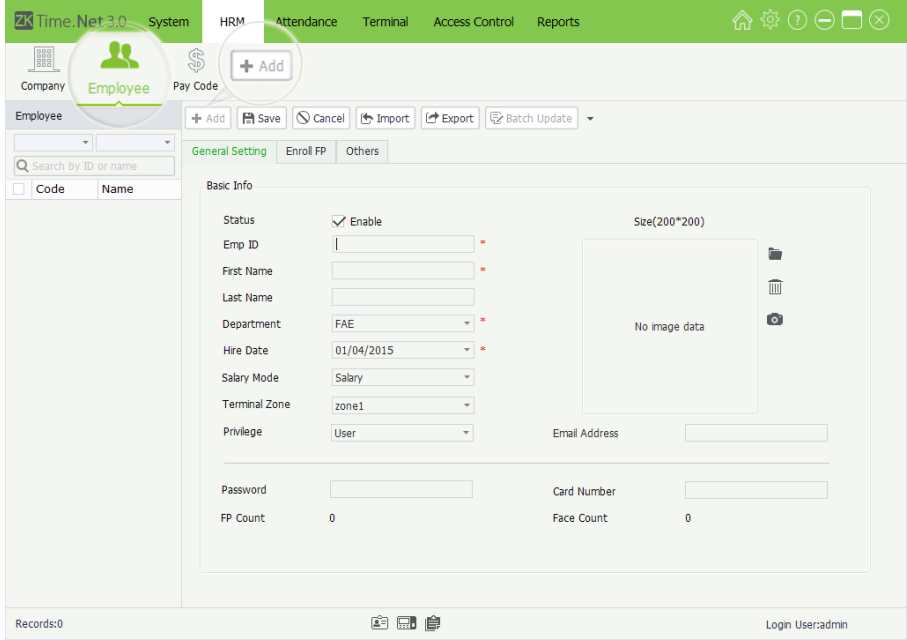 ZKTime.Net 3.0 System HRM Attendance Terminal Access Control Reports
Company Employee Pay Code + Add
Employee + Add Save Cancel Import Export Batch Update
General Setting Enroll FP Others
Search by ID or name
Code Name
Basic Info
Status Enable Size(200*200)
Emp ID *
First Name *
Last Name
Department FAE * No image data
Hire Date 01/04/2015 *
Salary Mode Salary
Terminal Zone zone1
Privilege User Email Address
Password Card Number
FP Count 0 Face Count 0
Records:0 Login User:admin